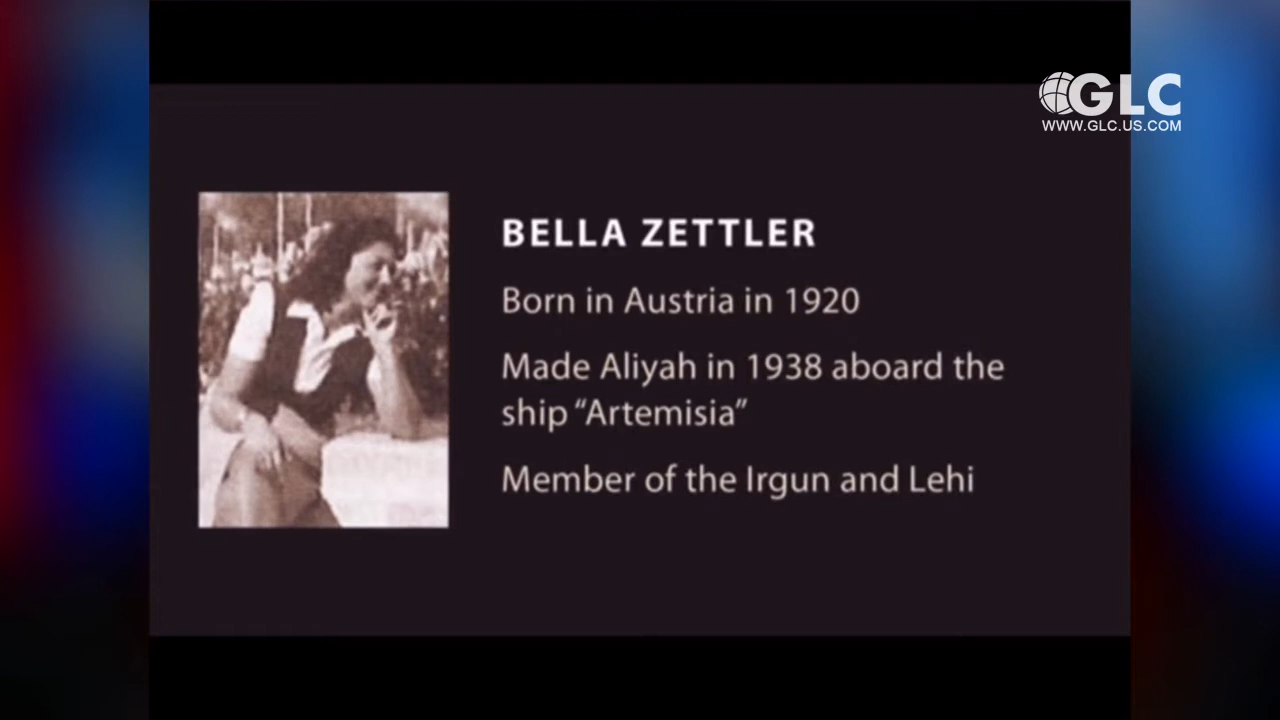 GLC
WWW.GLC.US.COM
BELLA ZETTLER
Born in Austria in 1920
Made Aliyah in 1938 aboard the
ship “Artemisia”
Member of the Irgun and Lehi